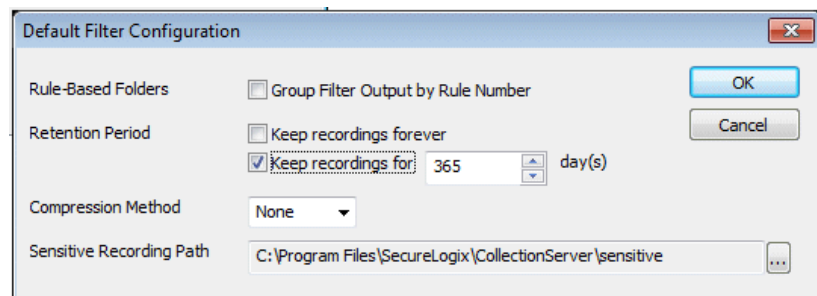 Default Filter Configuration
Rule-Based Folders Group Filter Output by Rule Number OK
Retention Period Keep recordings forever Cancel
Keep recordings for 365 day(s)
Compression Method None
Sensitive Recording Path C:\Program Files\SecureLogix\CollectionServer\sensitive ...